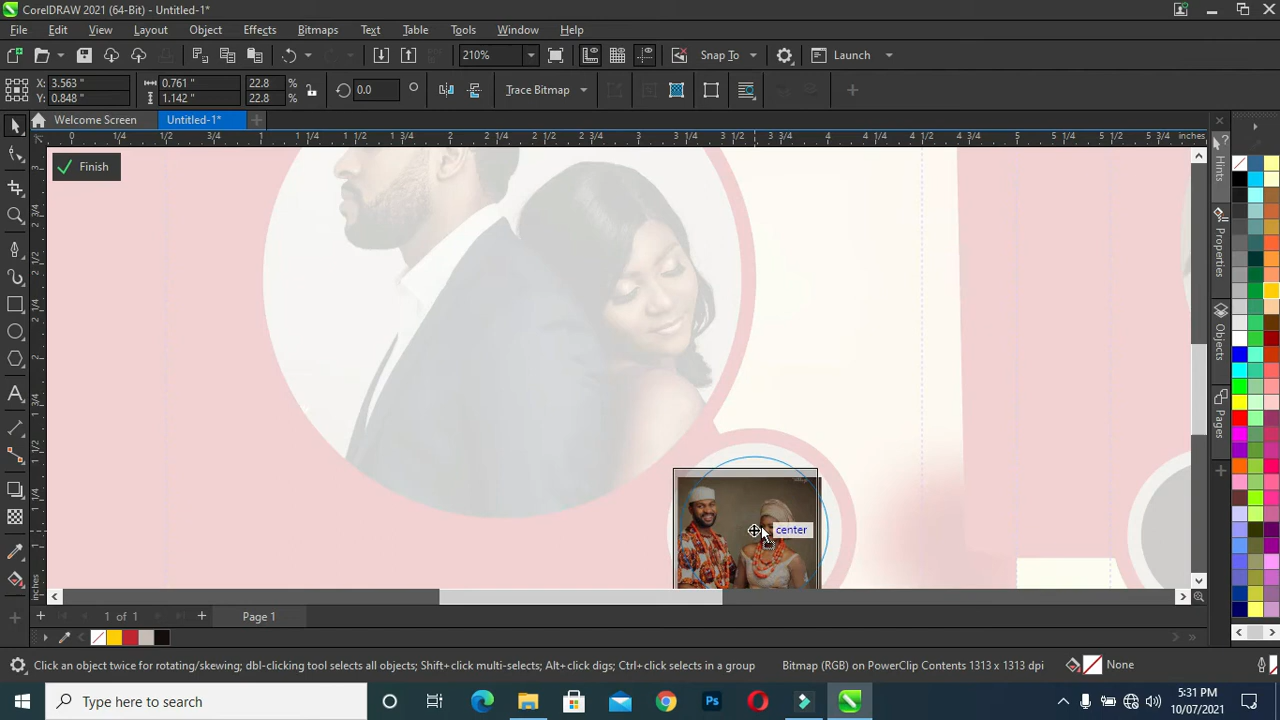 CorelDRAW 2021 (64-Bit) - Untitled-1*
File Edit View Layout Object Effects Bitmaps Text Table Tools Window Help
210% Snap To Launch
X: 3.563 " 0.761 " 22.8 % 0.0 Trace Bitmap
Y: 0.848 " 1.142 " 22.8 %
Welcome Screen Untitled-1*
0 1/4 1/2 3/4 1 1 1/4 1 1/2 1 3/4 2 2 1/4 2 1/2 2 3/4 3 3 1/4 3 1/2 3 3/4 4 4 1/4 4 1/2 4 3/4 5 5 1/4 5 1/2 5 3/4 inches
Finish
Hints
Properties
Objects
Pages
center
inches
1 of 1 Page 1
Click an object twice for rotating/skewing; dbl-clicking tool selects all objects; Shift+click multi-selects; Alt+click digs; Ctrl+click selects in a group Bitmap (RGB) on PowerClip Contents 1313 x 1313 dpi None
Type here to search
5:31 PM
10/07/2021